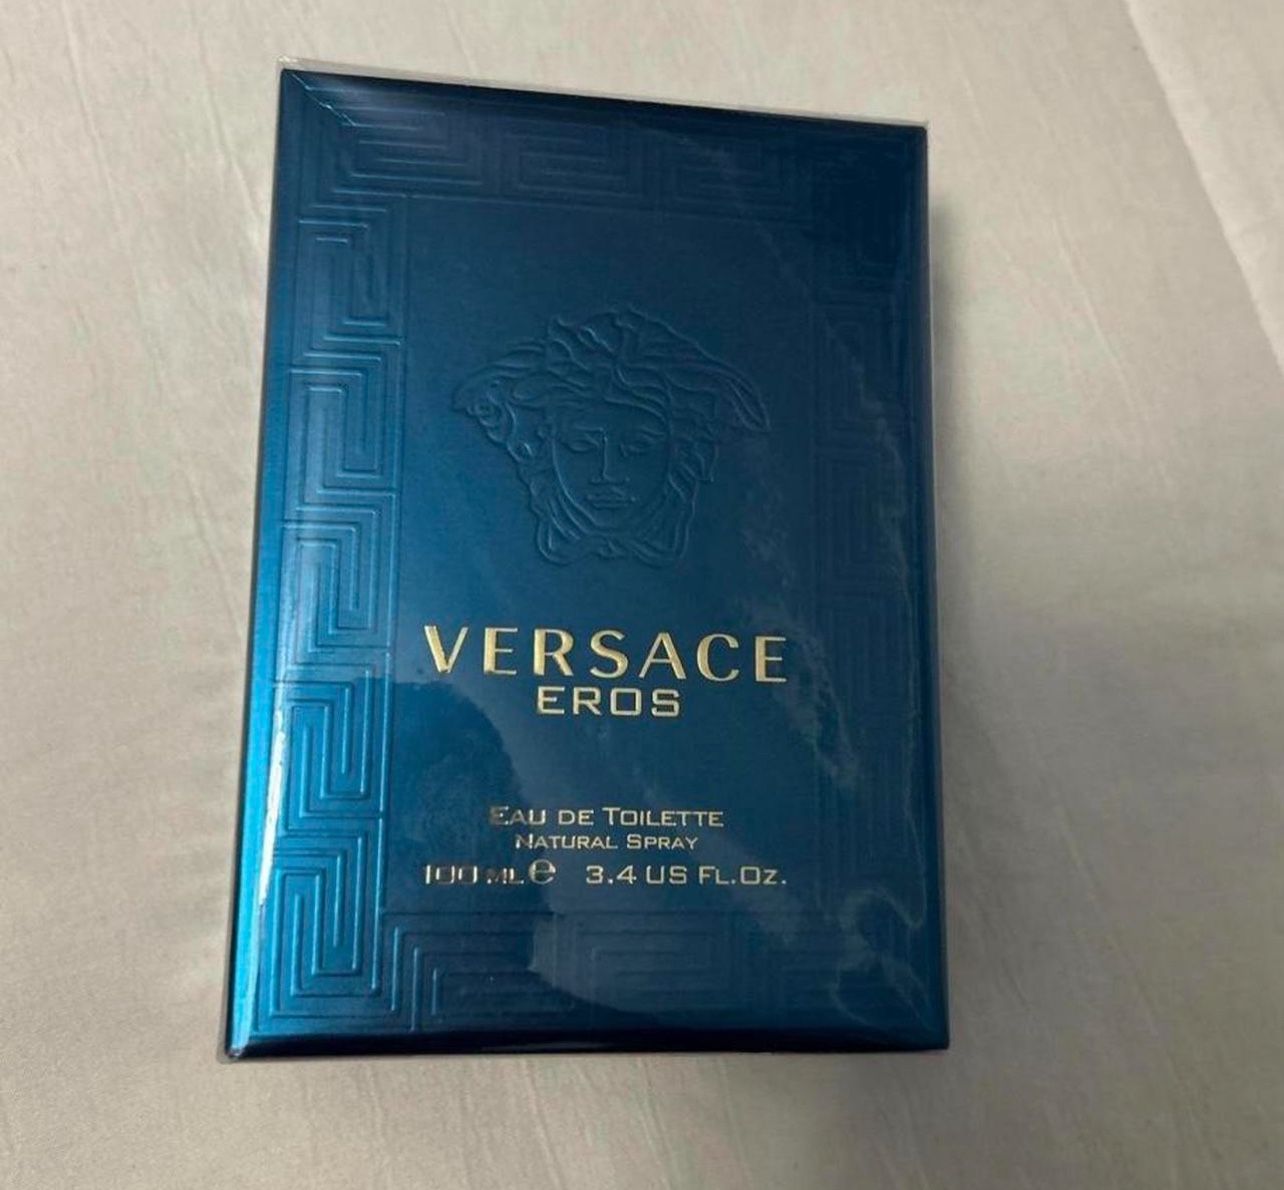 VERSACE
EROS
EAU DE TOILETTE
NATURAL SPRAY
100 ML e 3.4 US FL.OZ.